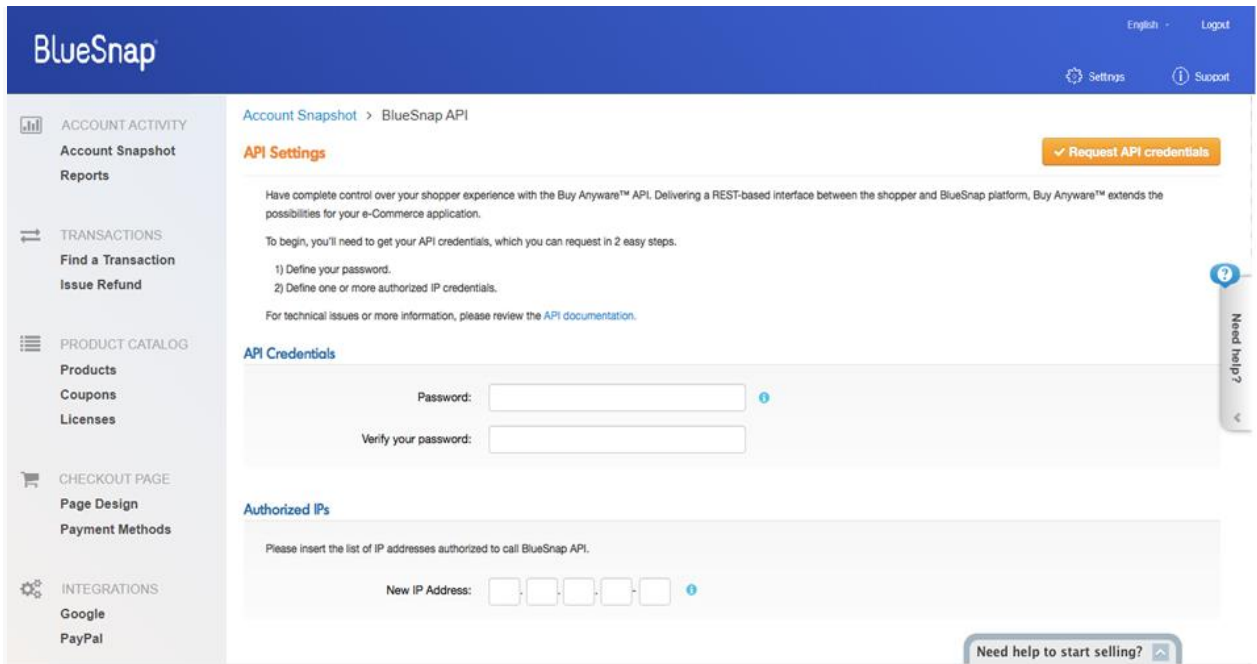 English
Logout
BlueSnap
Settings
Support
ACCOUNT ACTIVITY
Account Snapshot
Reports
TRANSACTIONS
Find a Transaction
Issue Refund
PRODUCT CATALOG
Products
Coupons
Licenses
CHECKOUT PAGE
Page Design
Payment Methods
INTEGRATIONS
Google
PayPal
Account Snapshot > BlueSnap API
API Settings
Request API credentials
Have complete control over your shopper experience with the Buy Anyware™ API. Delivering a REST-based interface between the shopper and BlueSnap platform, Buy Anyware™ extends the
possibilities for your e-Commerce application.
To begin, you'll need to get your API credentials, which you can request in 2 easy steps.
1) Define your password.
2) Define one or more authorized IP credentials.
For technical issues or more information, please review the API documentation.
API Credentials
Password:
Verify your password:
Authorized IPs
Please insert the list of IP addresses authorized to call BlueSnap API.
New IP Address: . . . -
Need help?
Need help to start selling?